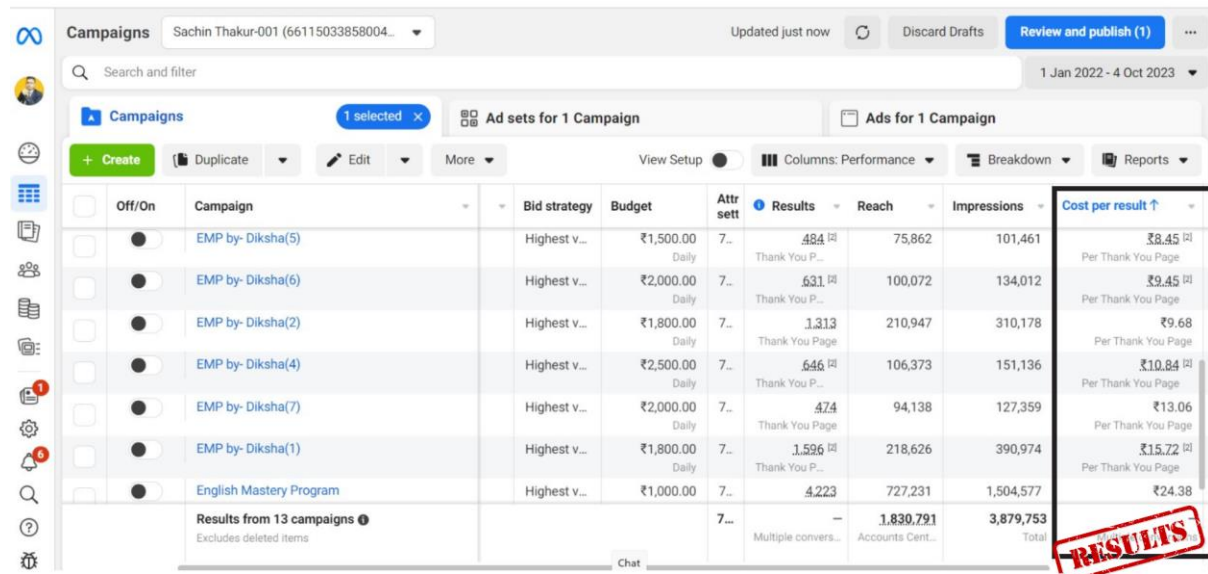 Campaigns
Sachin Thakur-001 (66115033858004...
Updated just now
Discard Drafts
Review and publish (1)
Search and filter
1 Jan 2022 - 4 Oct 2023
Campaigns
1 selected ×
Ad sets for 1 Campaign
Ads for 1 Campaign
+ Create
Duplicate
Edit
More
View Setup
Columns: Performance
Breakdown
Reports
Off/On Campaign Bid strategy Budget Attr sett Results Reach Impressions Cost per result ↑
EMP by- Diksha(5) Highest v... ₹1,500.00 7... 484 [2] 75,862 101,461 ₹8.45 [2]
Daily Thank You P... Per Thank You Page
EMP by- Diksha(6) Highest v... ₹2,000.00 7... 631 [2] 100,072 134,012 ₹9.45 [2]
Daily Thank You P... Per Thank You Page
EMP by- Diksha(2) Highest v... ₹1,800.00 7... 1,313 210,947 310,178 ₹9.68
Daily Thank You Page Per Thank You Page
EMP by- Diksha(4) Highest v... ₹2,500.00 7... 646 [2] 106,373 151,136 ₹10.84 [2]
Daily Thank You P... Per Thank You Page
EMP by- Diksha(7) Highest v... ₹2,000.00 7... 474 94,138 127,359 ₹13.06
Daily Thank You Page Per Thank You Page
EMP by- Diksha(1) Highest v... ₹1,800.00 7... 1,596 [2] 218,626 390,974 ₹15.72 [2]
Daily Thank You P... Per Thank You Page
English Mastery Program Highest v... ₹1,000.00 7... 4,223 727,231 1,504,577 ₹24.38
Results from 13 campaigns 7... — 1,830,791 3,879,753
Excludes deleted items Multiple convers... Accounts Cent... Total
RESULTS
Chat
1
6